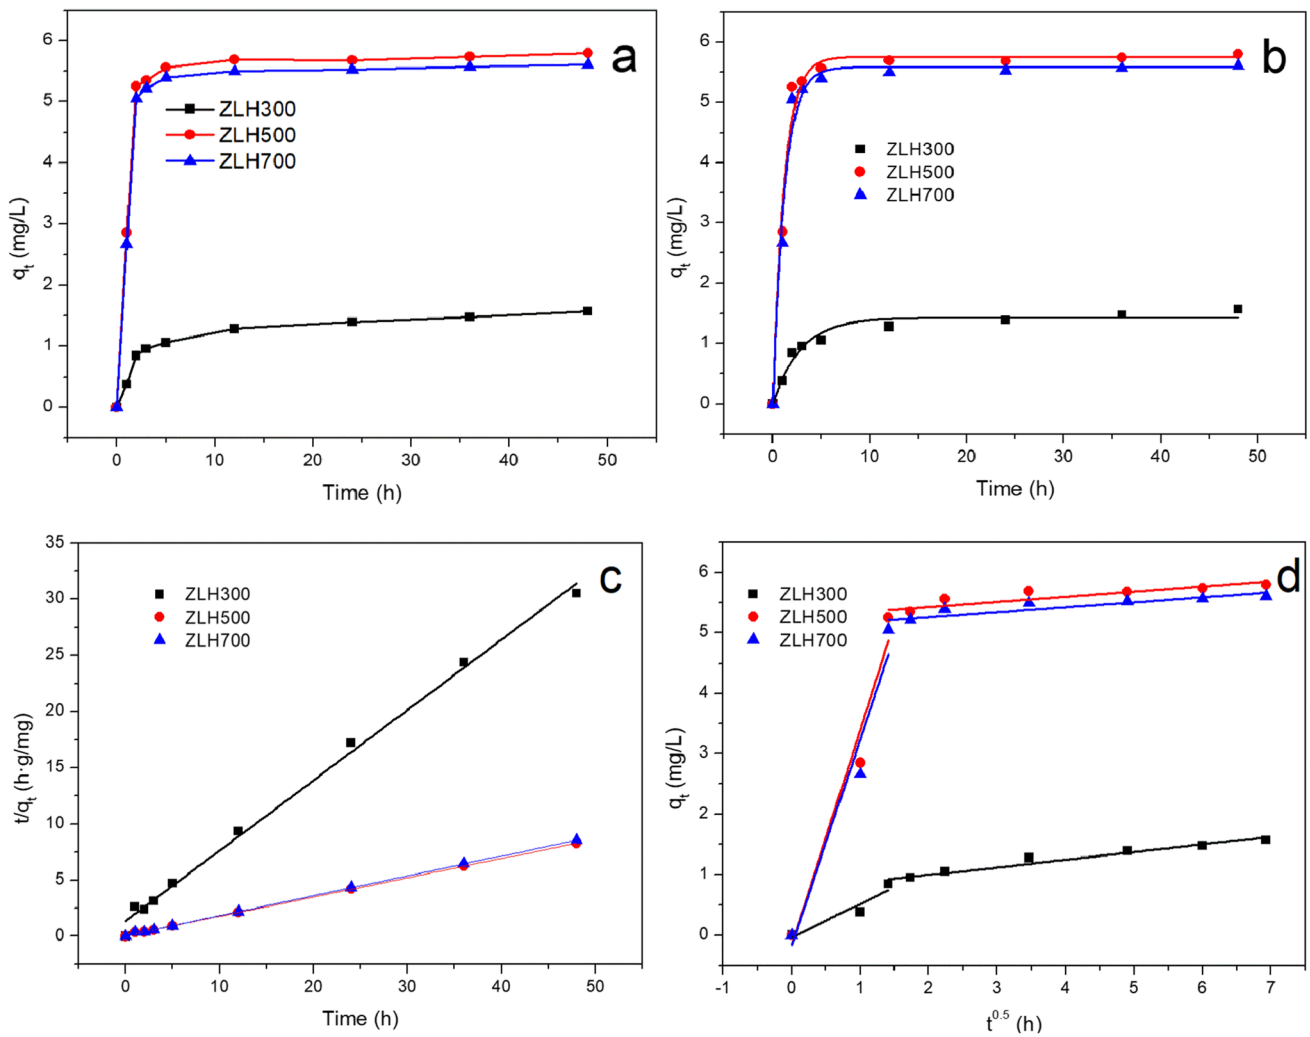 a
6
5
4
3
2
1
0
q_t (mg/L)
ZLH300
ZLH500
ZLH700
0 10 20 30 40 50
Time (h)
b
6
5
4
3
2
1
0
q_t (mg/L)
ZLH300
ZLH500
ZLH700
0 10 20 30 40 50
Time (h)
c
35
30
25
20
15
10
5
0
t/q_t (h·g/mg)
ZLH300
ZLH500
ZLH700
0 10 20 30 40 50
Time (h)
d
6
5
4
3
2
1
0
q_t (mg/L)
ZLH300
ZLH500
ZLH700
-1 0 1 2 3 4 5 6 7
t^0.5 (h)